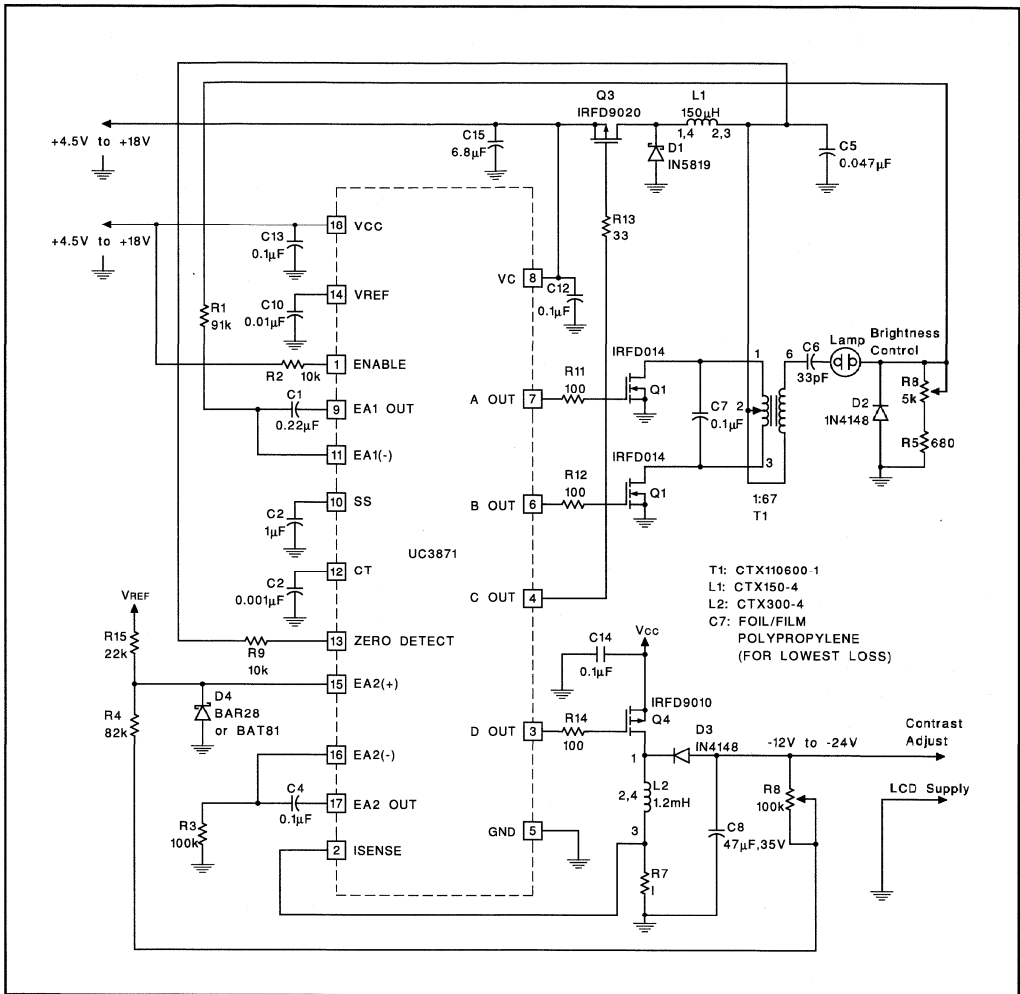 Q3
IRFD9020
L1
150µH
1,4
2,3
+4.5V to +18V
C15
6.8µF
D1
IN5819
C5
0.047µF
R13
33
18
VCC
C13
0.1µF
+4.5V to +18V
VC
8
C12
0.1µF
14
VREF
C10
0.01µF
R1
91k
1
ENABLE
R2
10k
C1
0.22µF
9
EA1 OUT
11
EA1(-)
A OUT
7
R11
100
IRFD014
Q1
C7
0.1µF
1
2
3
6
C6
33pF
Lamp
Brightness
Control
R8
5k
D2
1N4148
R5
680
IRFD014
R12
100
Q1
B OUT
6
1:67
T1
C2
1µF
10
SS
UC3871
C2
0.001µF
12
CT
C OUT
4
T1: CTX110600-1
L1: CTX150-4
L2: CTX300-4
C7: FOIL/FILM
POLYPROPYLENE
(FOR LOWEST LOSS)
VREF
R15
22k
R9
10k
13
ZERO DETECT
15
EA2(+)
D4
BAR28
or BAT81
R4
82k
Vcc
C14
0.1µF
IRFD9010
Q4
D OUT
3
R14
100
D3
IN4148
-12V to -24V
Contrast
Adjust
16
EA2(-)
C4
0.1µF
17
EA2 OUT
R3
100k
1
2,4
L2
1.2mH
3
R8
100k
LCD Supply
C8
47µF,35V
GND
5
2
ISENSE
R7
1